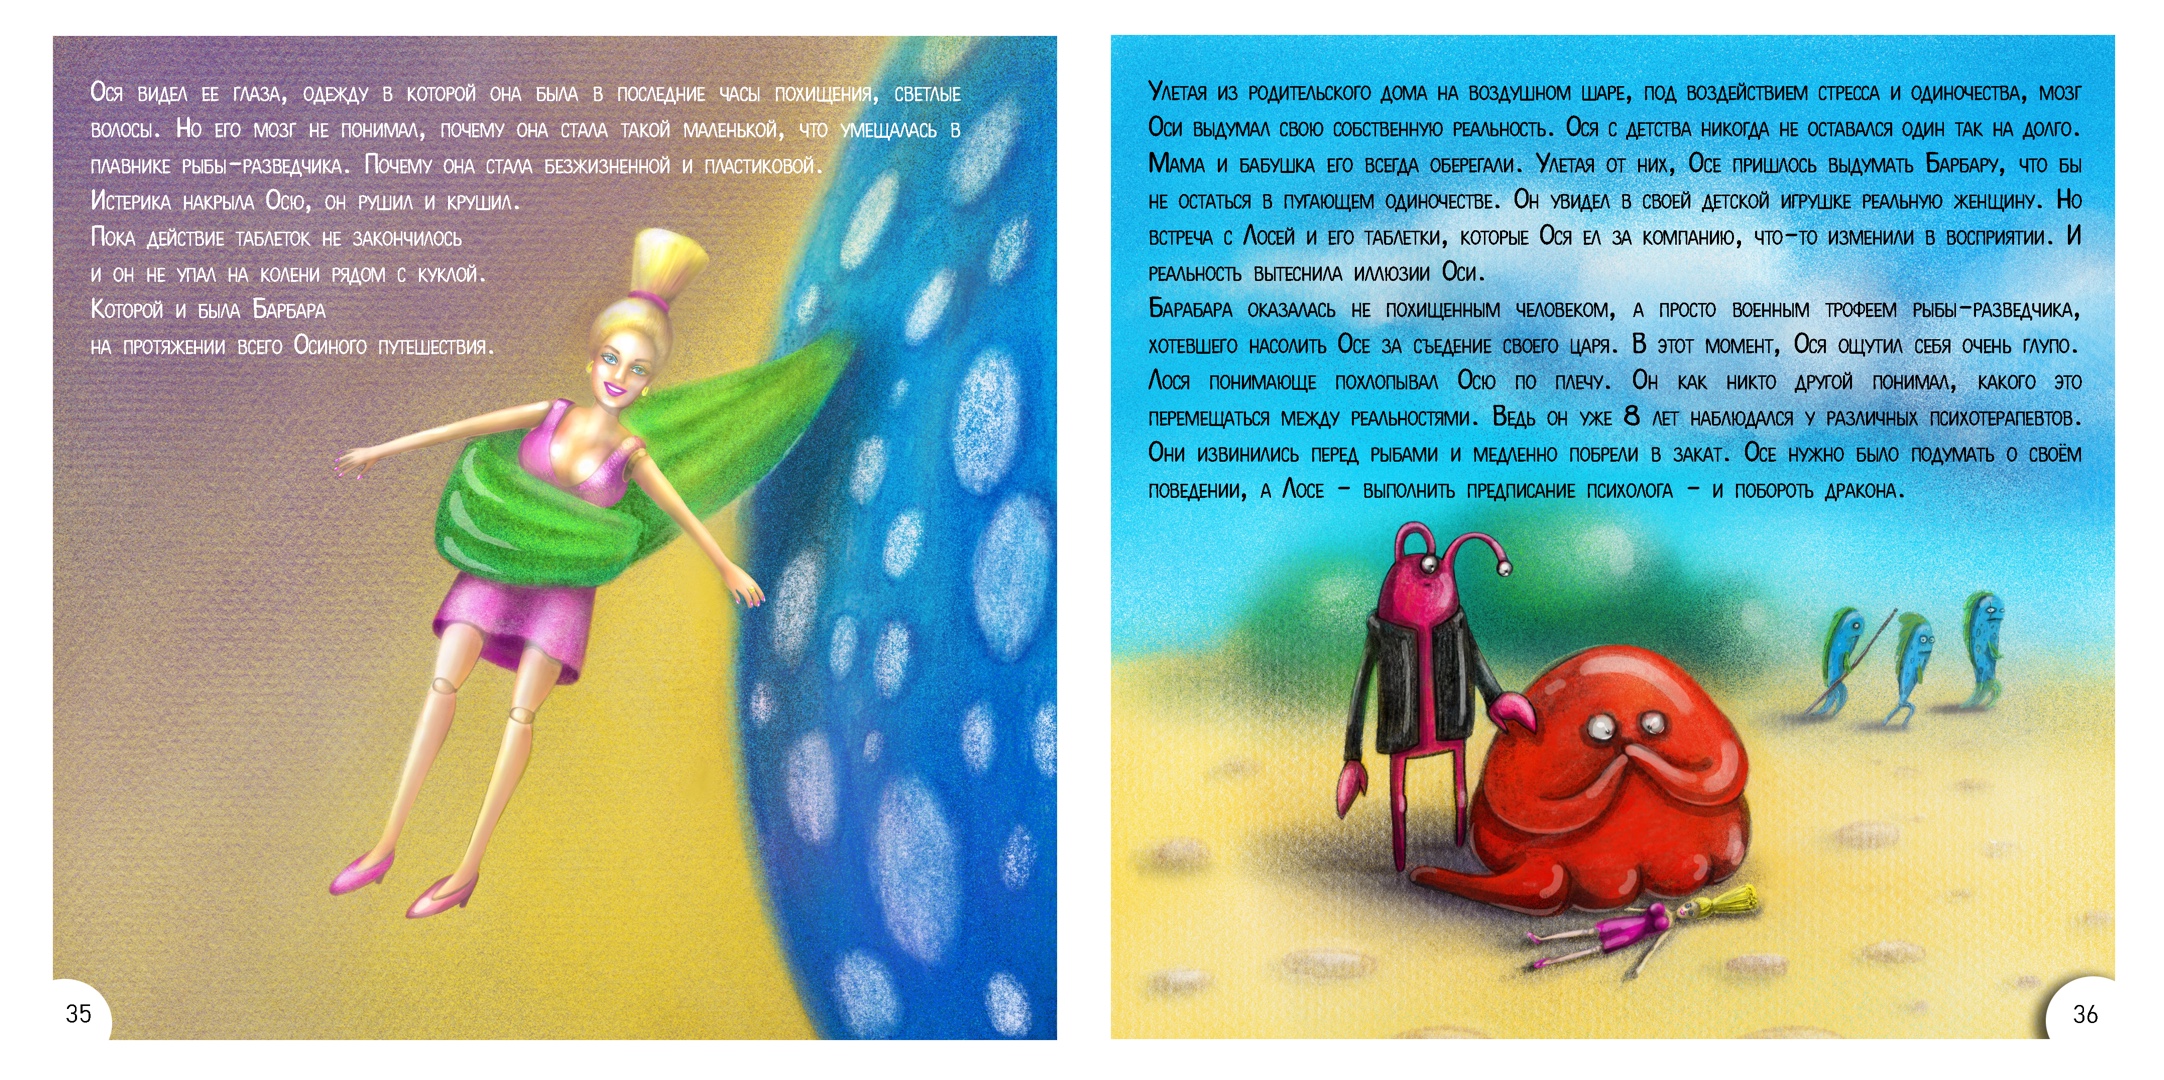 Ося видел ее глаза, одежду в которой она была в последние часы похищения, светлые
волосы. Но его мозг не понимал, почему она стала такой маленькой, что умещалась в
плавнике рыбы-разведчика. Почему она стала безжизненной и пластиковой.
Истерика накрыла Осю, он рушил и крушил.
Пока действие таблеток не закончилось
и он не упал на колени рядом с куклой.
Которой и была Барбара
на протяжении всего Осиного путешествия.
35
Улетая из родительского дома на воздушном шаре, под воздействием стресса и одиночества, мозг
Оси выдумал свою собственную реальность. Ося с детства никогда не оставался один так на долго.
Мама и бабушка его всегда оберегали. Улетая от них, Осе пришлось выдумать Барбару, что бы
не остаться в пугающем одиночестве. Он увидел в своей детской игрушке реальную женщину. Но
встреча с Лосей и его таблетки, которые Ося ел за компанию, что-то изменили в восприятии. И
реальность вытеснила иллюзии Оси.
Барабара оказалась не похищенным человеком, а просто военным трофеем рыбы-разведчика,
хотевшего насолить Осе за съедение своего царя. В этот момент, Ося ощутил себя очень глупо.
Лося понимающе похлопывал Осю по плечу. Он как никто другой понимал, какого это
перемещаться между реальностями. Ведь он уже 8 лет наблюдался у различных психотерапевтов.
Они извинились перед рыбами и медленно побрели в закат. Осе нужно было подумать о своём
поведении, а Лосе - выполнить предписание психолога - и побороть дракона.
36